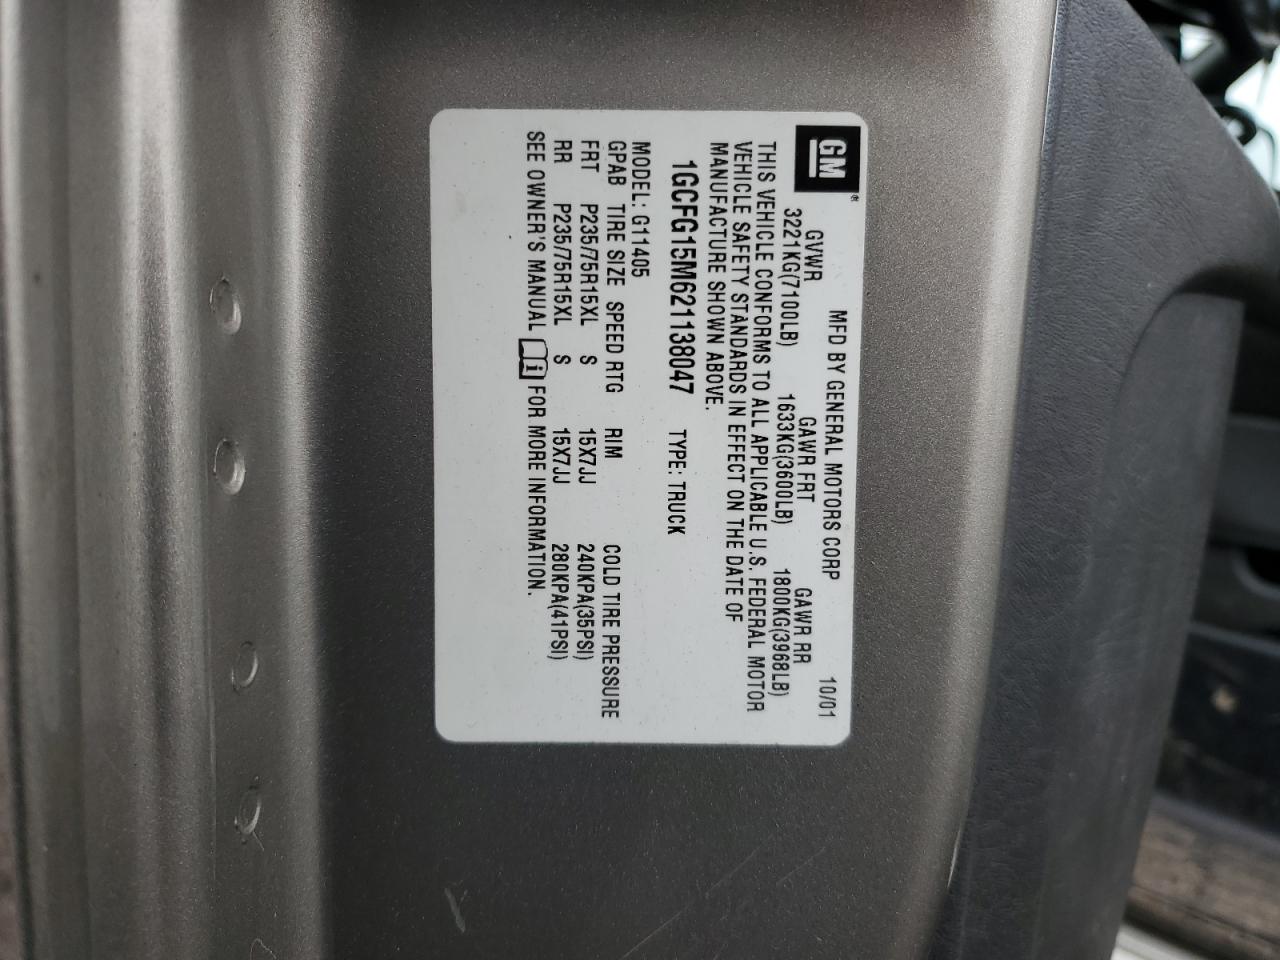 GM®
MFD BY GENERAL MOTORS CORP 10/01
GVWR GAWR FRT GAWR RR
3221KG(7100LB) 1633KG(3600LB) 1800KG(3968LB)
THIS VEHICLE CONFORMS TO ALL APPLICABLE U.S. FEDERAL MOTOR
VEHICLE SAFETY STANDARDS IN EFFECT ON THE DATE OF
MANUFACTURE SHOWN ABOVE.
1GCFG15M621138047 TYPE: TRUCK
MODEL: G11405
GPAB TIRE SIZE SPEED RTG RIM COLD TIRE PRESSURE
FRT P235/75R15XL S 15X7JJ 240KPA(35PSI)
RR P235/75R15XL S 15X7JJ 280KPA(41PSI)
SEE OWNER'S MANUAL i FOR MORE INFORMATION.